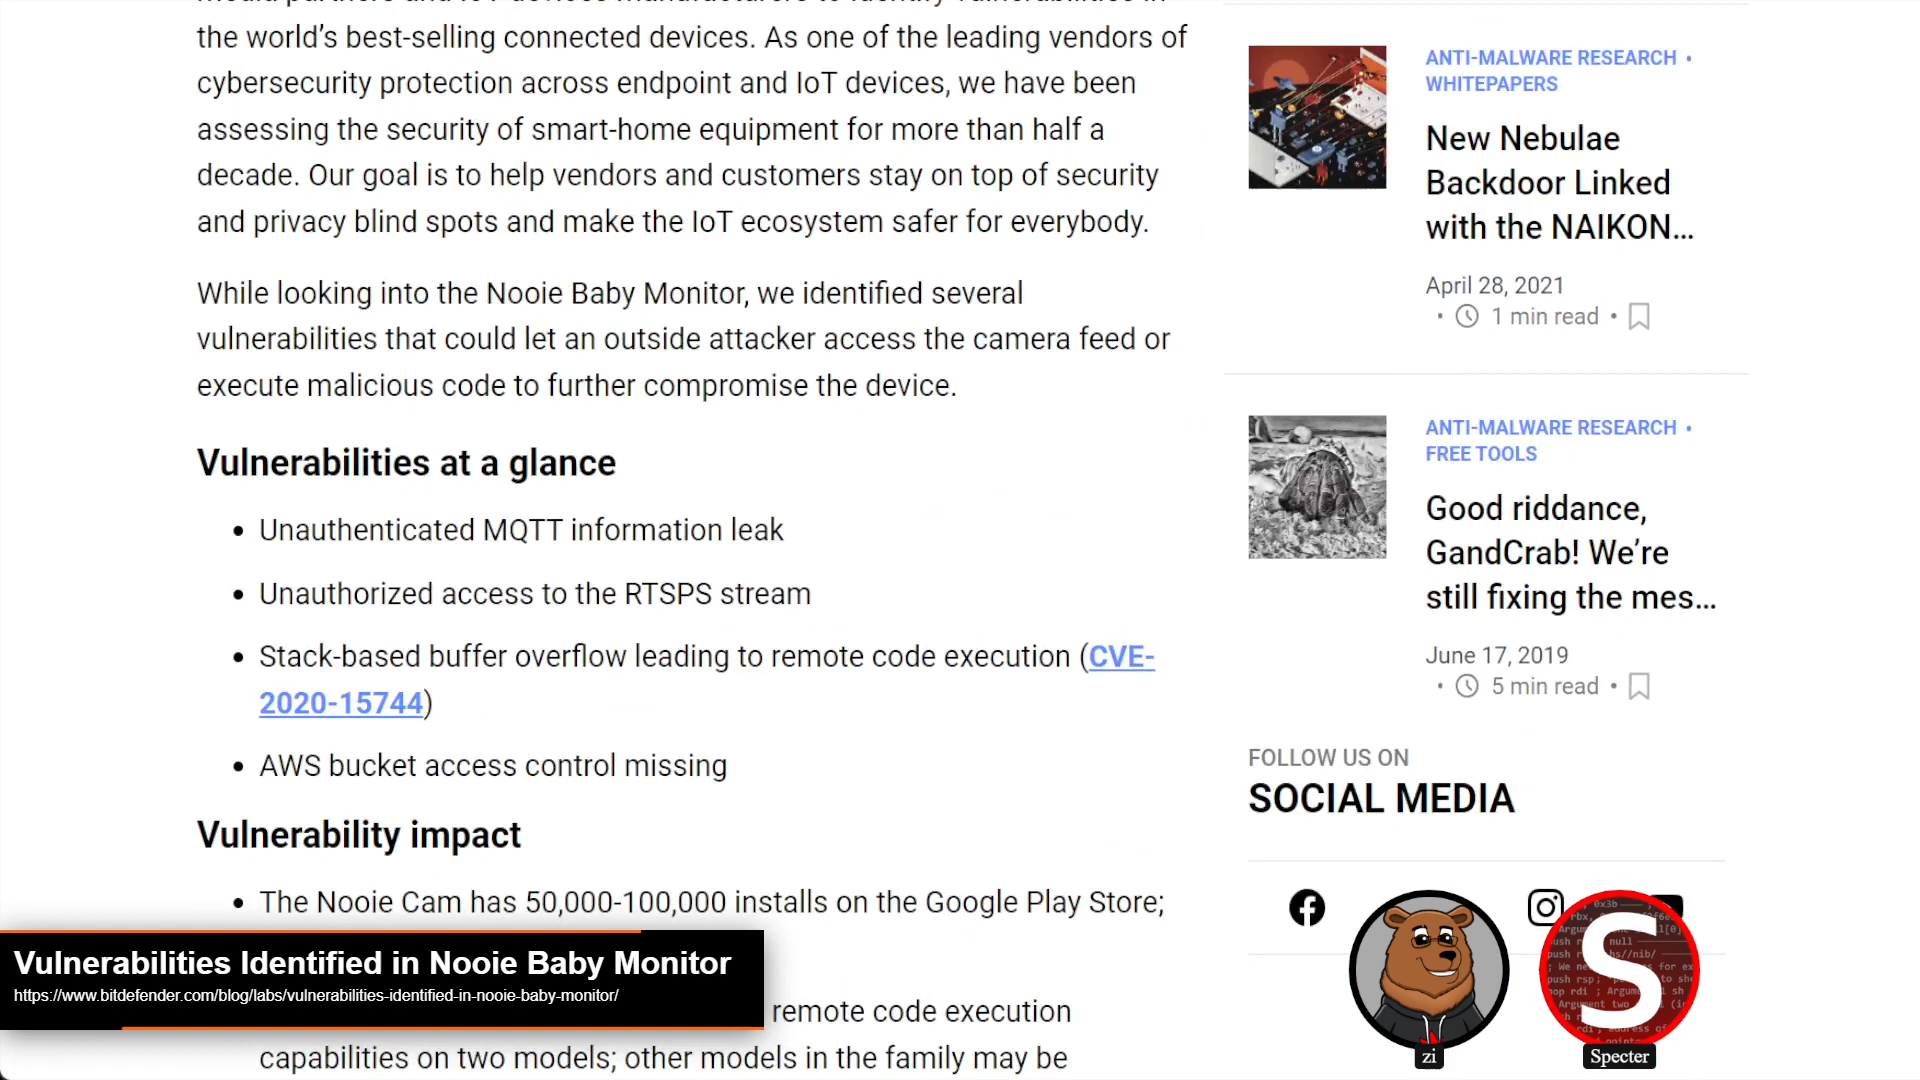 the world's best-selling connected devices. As one of the leading vendors of
cybersecurity protection across endpoint and IoT devices, we have been
assessing the security of smart-home equipment for more than half a
decade. Our goal is to help vendors and customers stay on top of security
and privacy blind spots and make the IoT ecosystem safer for everybody.
While looking into the Nooie Baby Monitor, we identified several
vulnerabilities that could let an outside attacker access the camera feed or
execute malicious code to further compromise the device.
Vulnerabilities at a glance
• Unauthenticated MQTT information leak
• Unauthorized access to the RTSPS stream
• Stack-based buffer overflow leading to remote code execution (CVE-
2020-15744)
• AWS bucket access control missing
Vulnerability impact
• The Nooie Cam has 50,000-100,000 installs on the Google Play Store;
remote code execution
capabilities on two models; other models in the family may be
ANTI-MALWARE RESEARCH •
WHITEPAPERS
New Nebulae
Backdoor Linked
with the NAIKON...
April 28, 2021
• 1 min read •
ANTI-MALWARE RESEARCH •
FREE TOOLS
Good riddance,
GandCrab! We're
still fixing the mes...
June 17, 2019
• 5 min read •
FOLLOW US ON
SOCIAL MEDIA
Vulnerabilities Identified in Nooie Baby Monitor
https://www.bitdefender.com/blog/labs/vulnerabilities-identified-in-nooie-baby-monitor/
zi
S
Specter